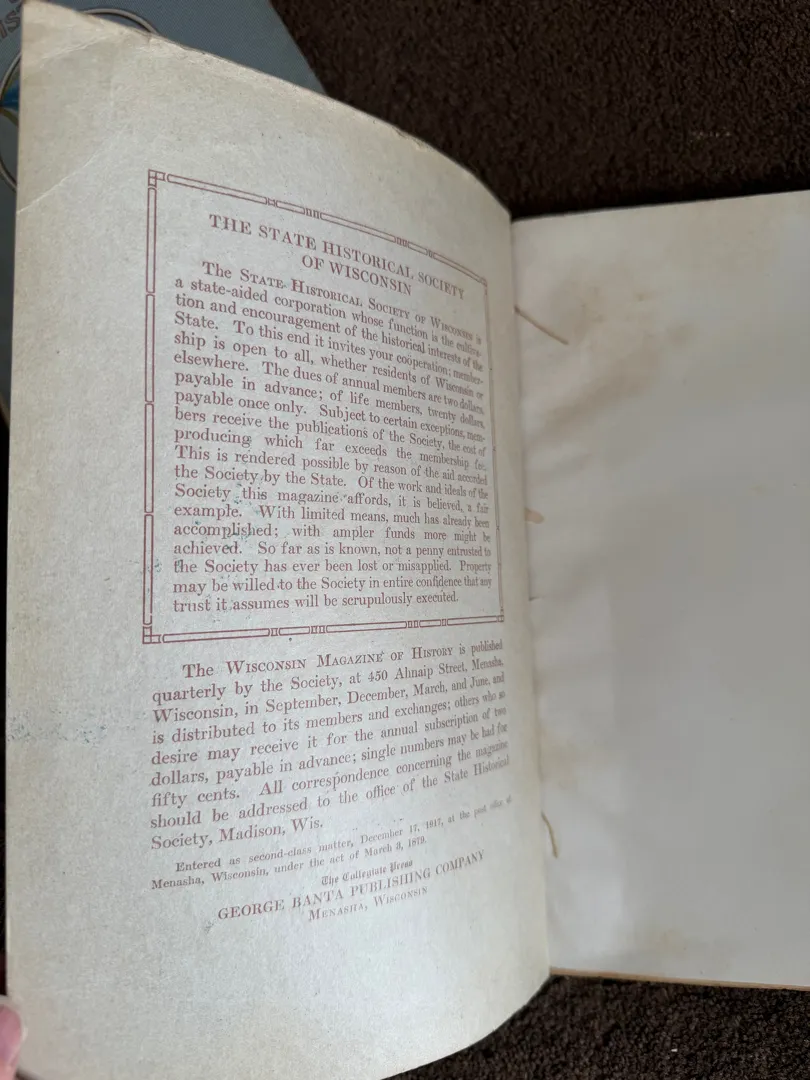 THE STATE HISTORICAL SOCIETY
OF WISCONSIN
The STATE HISTORICAL SOCIETY OF WISCONSIN is
a state-aided corporation whose function is the cultiva-
tion and encouragement of the historical interests of the
State. To this end it invites your coöperation; member-
ship is open to all, whether residents of Wisconsin or
elsewhere. The dues of annual members are two dollars,
payable in advance; of life members, twenty dollars,
payable once only. Subject to certain exceptions, mem-
bers receive the publications of the Society, the cost of
producing which far exceeds the membership fee.
This is rendered possible by reason of the aid accorded
the Society by the State. Of the work and ideals of the
Society this magazine affords, it is believed, a fair
example. With limited means, much has already been
accomplished; with ampler funds more might be
achieved. So far as is known, not a penny entrusted to
the Society has ever been lost or misapplied. Property
may be willed to the Society in entire confidence that any
trust it assumes will be scrupulously executed.
The WISCONSIN MAGAZINE OF HISTORY is published
quarterly by the Society, at 450 Ahnaip Street, Menasha,
Wisconsin, in September, December, March, and June, and
is distributed to its members and exchanges; others who so
desire may receive it for the annual subscription of two
dollars, payable in advance; single numbers may be had for
fifty cents. All correspondence concerning the magazine
should be addressed to the office of the State Historical
Society, Madison, Wis.
Entered as second-class matter, December 17, 1917, at the post office at
Menasha, Wisconsin, under the act of March 3, 1879.
The Collegiate Press
GEORGE BANTA PUBLISHING COMPANY
MENASHA, WISCONSIN